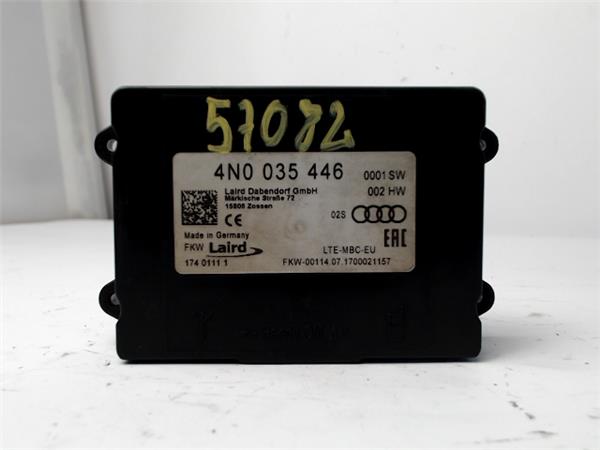 57082
4N0 035 446 0001 SW
002 HW
Laird Dabendorf GmbH
Märkische Straße 72
15806 Zossen
CE
02S
Made in Germany
FKW Laird
EAC
LTE-MBC-EU
174 0111 1
FKW-00114.07.1700021157